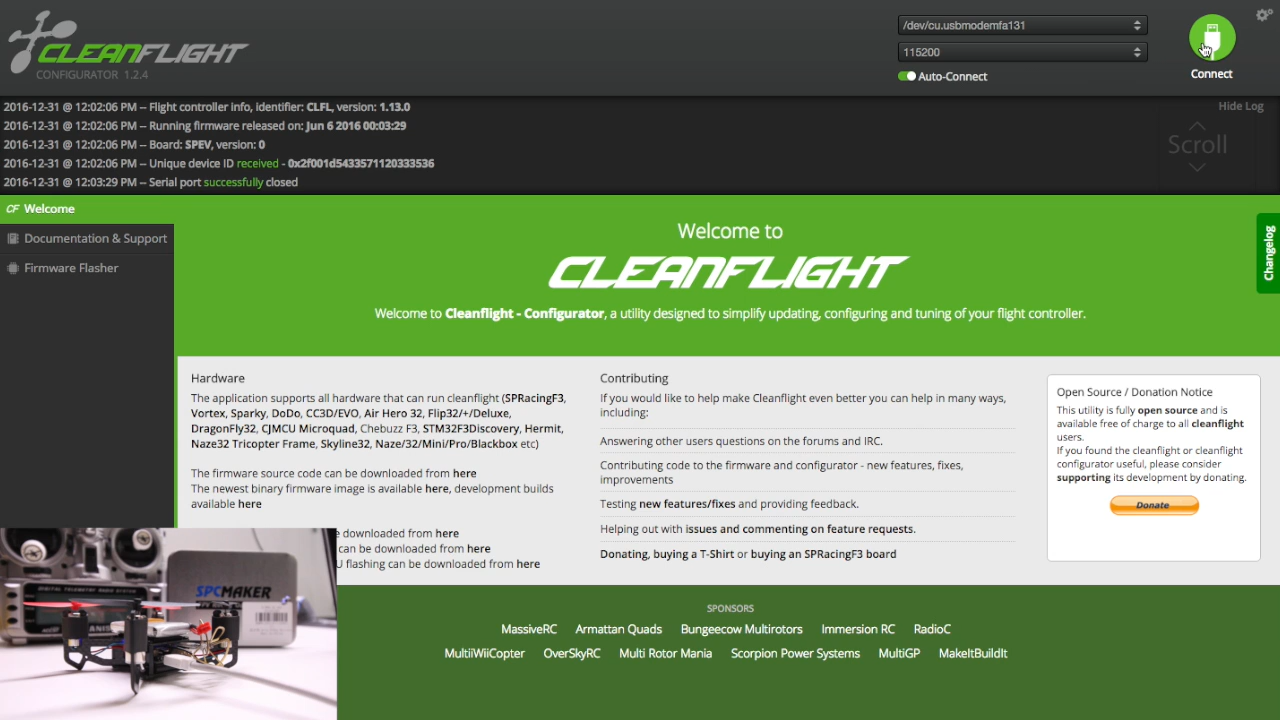 CLEANFLIGHT
CONFIGURATOR 1.2.4
/dev/cu.usbmodemfa131
115200
Auto-Connect
Connect
2016-12-31 @ 12:02:06 PM -- Flight controller info, identifier: CLFL, version: 1.13.0
2016-12-31 @ 12:02:06 PM -- Running firmware released on: Jun 6 2016 00:03:29
2016-12-31 @ 12:02:06 PM -- Board: SPEV, version: 0
2016-12-31 @ 12:02:06 PM -- Unique device ID received - 0x2f001d5433571120333536
2016-12-31 @ 12:03:29 PM -- Serial port successfully closed
Hide Log
Scroll
CF Welcome
Documentation & Support
Firmware Flasher
Welcome to
CLEANFLIGHT
Welcome to Cleanflight - Configurator, a utility designed to simplify updating, configuring and tuning of your flight controller.
Changelog
Hardware
The application supports all hardware that can run cleanflight (SPRacingF3,
Vortex, Sparky, DoDo, CC3D/EVO, Air Hero 32, Flip32/+/Deluxe,
DragonFly32, CJMCU Microquad, Chebuzz F3, STM32F3Discovery, Hermit,
Naze32 Tricopter Frame, Skyline32, Naze/32/Mini/Pro/Blackbox etc)
The firmware source code can be downloaded from here
The newest binary firmware image is available here, development builds
available here
e downloaded from here
can be downloaded from here
U flashing can be downloaded from here
Contributing
If you would like to help make Cleanflight even better you can help in many ways,
including:
Answering other users questions on the forums and IRC.
Contributing code to the firmware and configurator - new features, fixes,
improvements
Testing new features/fixes and providing feedback.
Helping out with issues and commenting on feature requests.
Donating, buying a T-Shirt or buying an SPRacingF3 board
Open Source / Donation Notice
This utility is fully open source and is
available free of charge to all cleanflight
users.
If you found the cleanflight or cleanflight
configurator useful, please consider
supporting its development by donating.
Donate
SPCMAKER
DIGITAL TELEMETRY RADIO SYSTEM
SPONSORS
MassiveRC Armattan Quads Bungeecow Multirotors Immersion RC RadioC
MultiiWiiCopter OverSkyRC Multi Rotor Mania Scorpion Power Systems MultiGP MakeItBuildIt